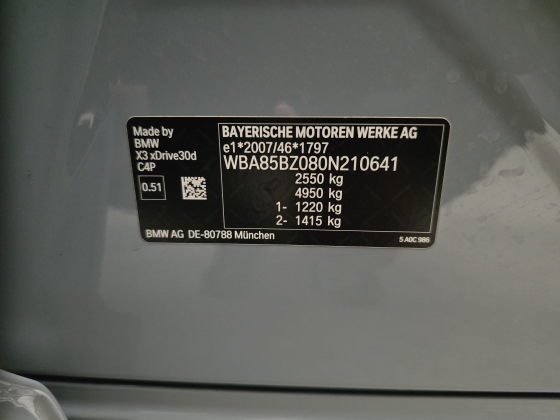 Made by
BMW
X3 xDrive30d
C4P
0.51
BAYERISCHE MOTOREN WERKE AG
e1*2007/46*1797
WBA85BZ080N210641
2550 kg
4950 kg
1- 1220 kg
2- 1415 kg
BMW AG DE-80788 München
5 A0C 986